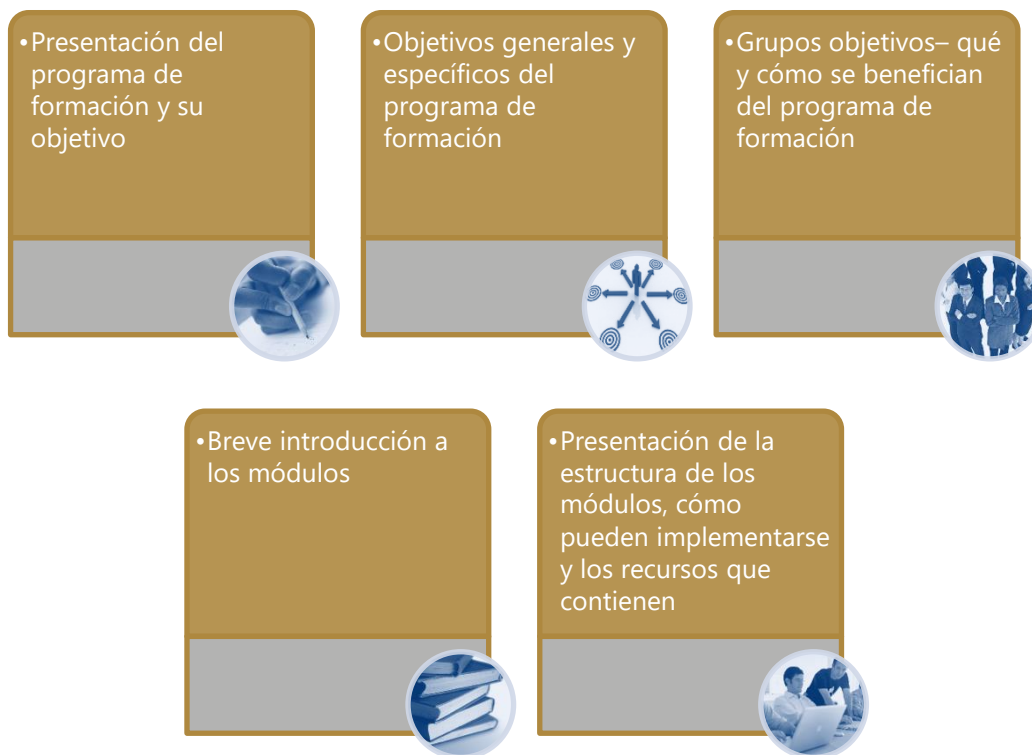 •Presentación del
programa de
formación y su
objetivo
•Objetivos generales y
específicos del
programa de
formación
•Grupos objetivos– qué
y cómo se benefician
del programa de
formación
•Breve introducción a
los módulos
•Presentación de la
estructura de los
módulos, cómo
pueden implementarse
y los recursos que
contienen